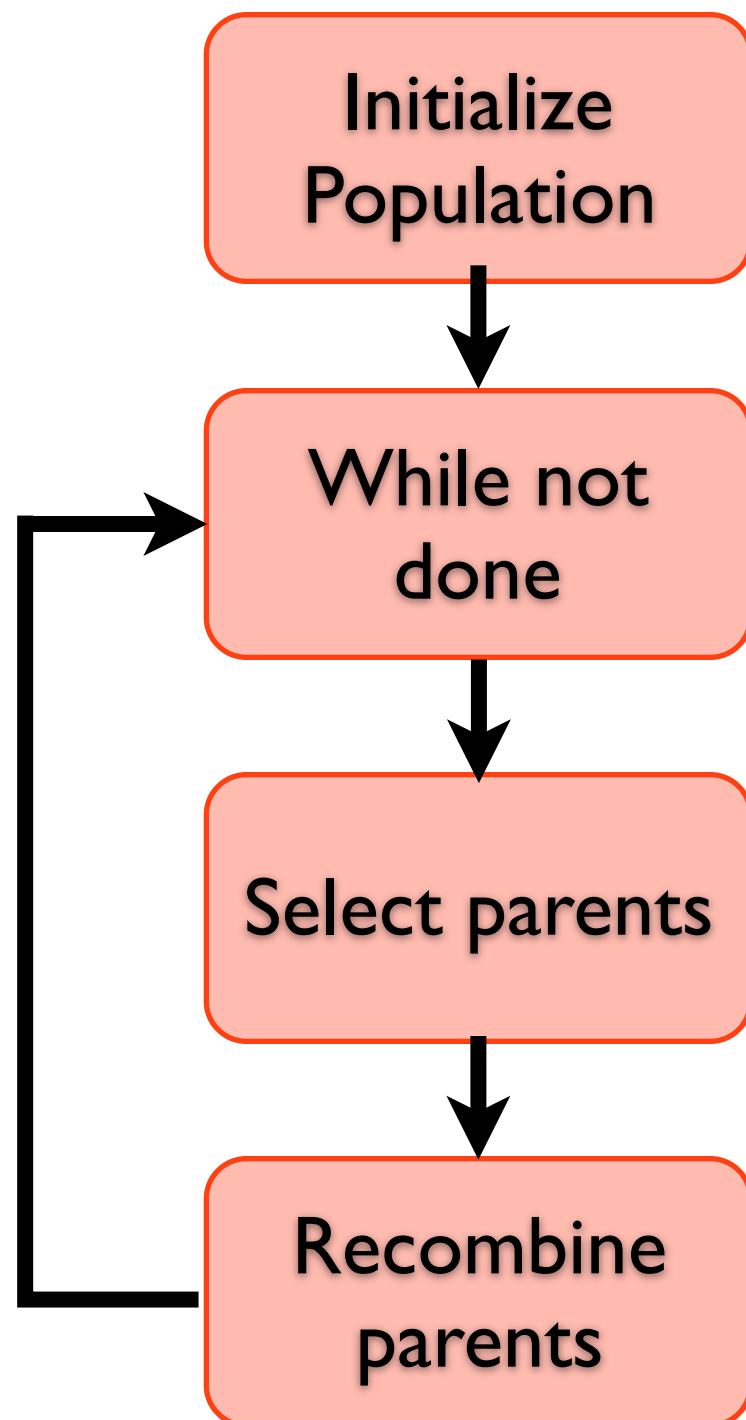 Initialize
Population
While not
done
Select parents
Recombine
parents